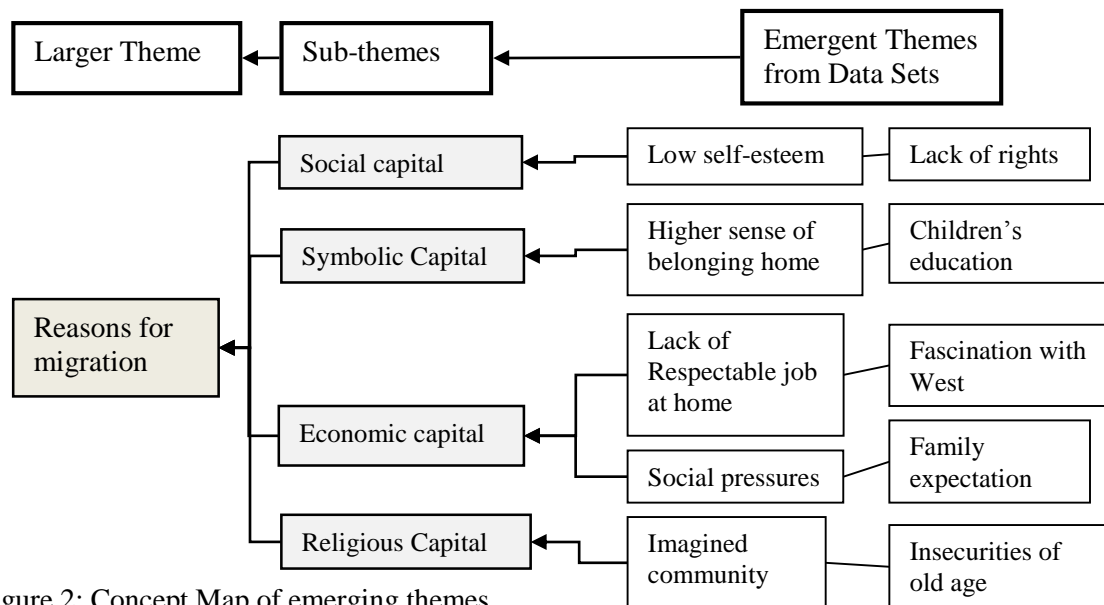 Larger Theme
Sub-themes
Emergent Themes
from Data Sets
Social capital
Low self-esteem
Lack of rights
Symbolic Capital
Higher sense of
belonging home
Children's
education
Reasons for
migration
Economic capital
Lack of
Respectable job
at home
Fascination with
West
Social pressures
Family
expectation
Religious Capital
Imagined
community
Insecurities of
old age
gure 2: Concept Map of emerging themes